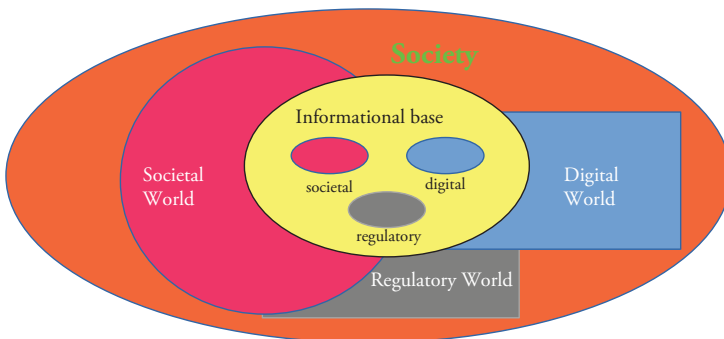 Society
Informational base
societal
digital
regulatory
Societal
World
Digital
World
Regulatory World